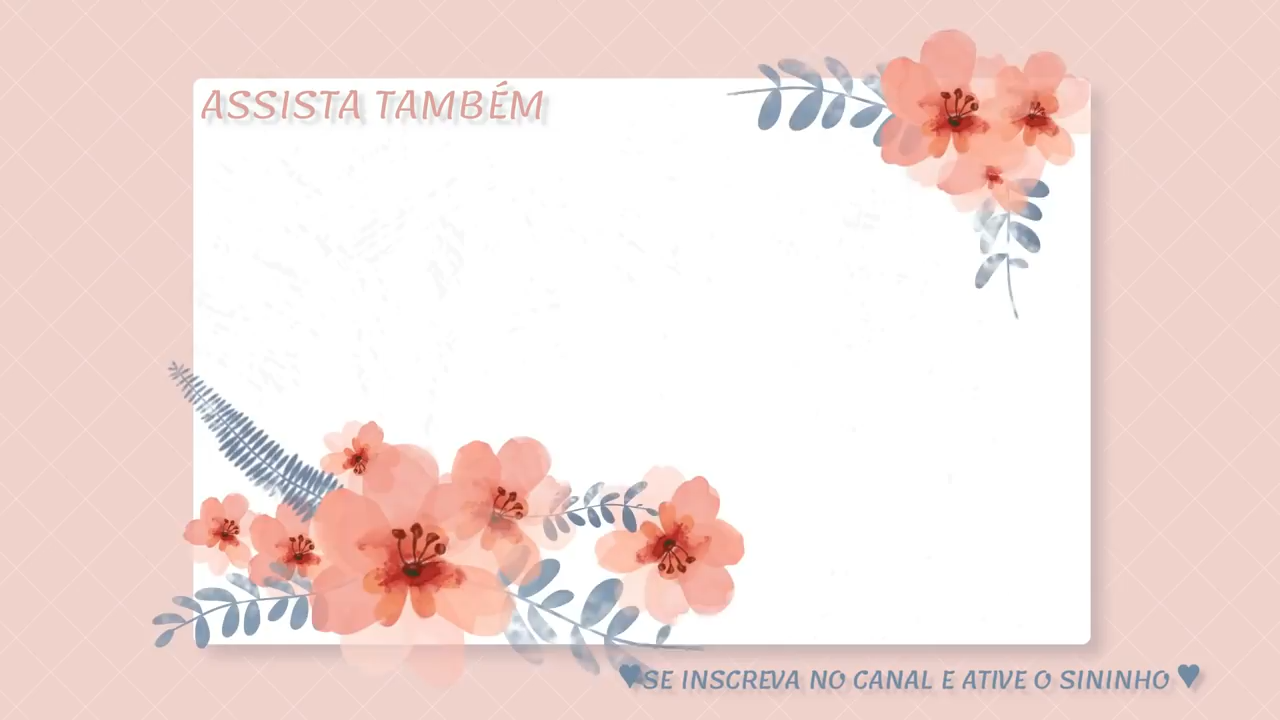 ASSISTA TAMBÉM
♥SE INSCREVA NO CANAL E ATIVE O SININHO ♥